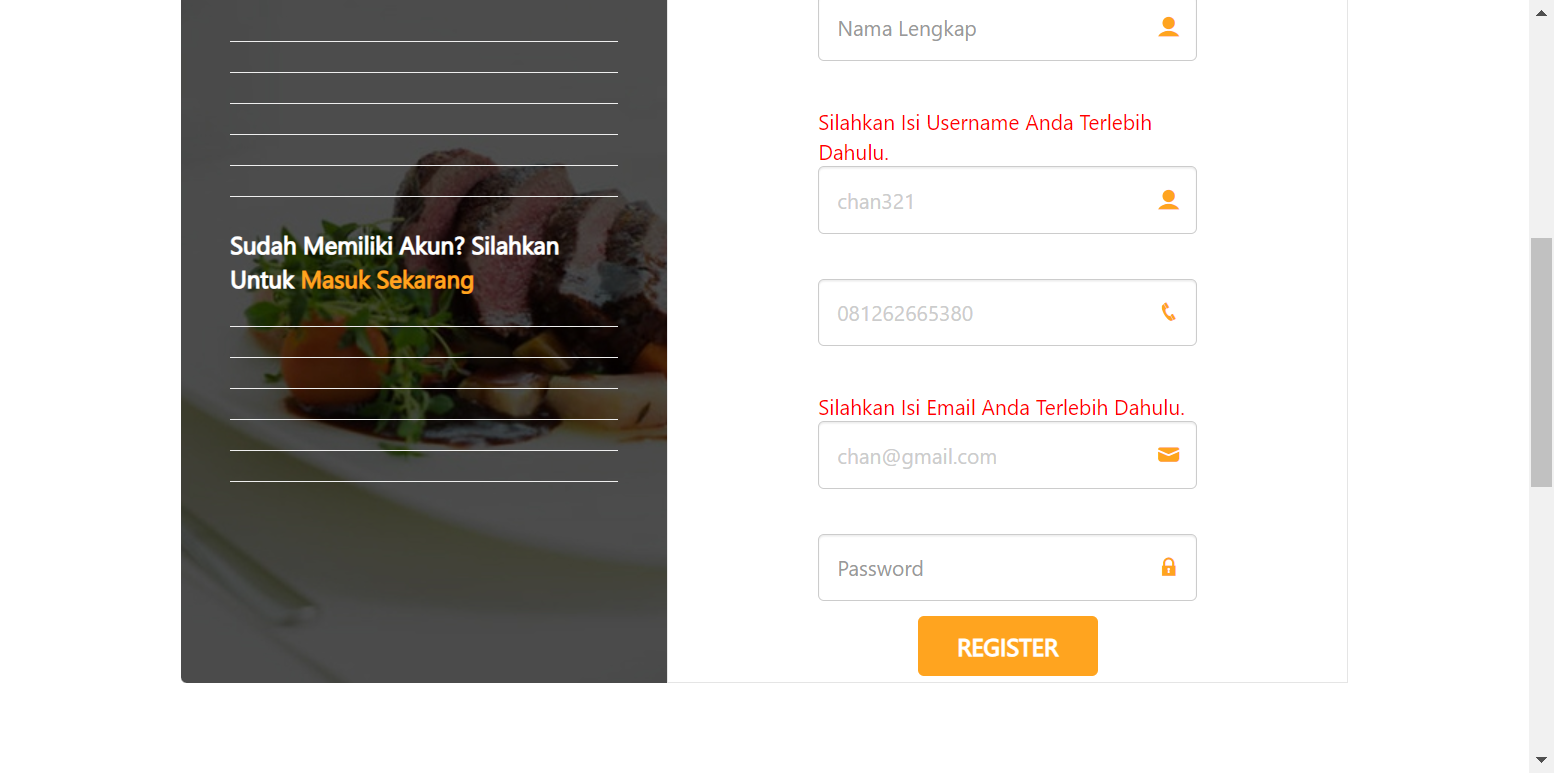 Nama Lengkap
Silahkan Isi Username Anda Terlebih
Dahulu.
chan321
Sudah Memiliki Akun? Silahkan
Untuk Masuk Sekarang
081262665380
Silahkan Isi Email Anda Terlebih Dahulu.
chan@gmail.com
Password
REGISTER